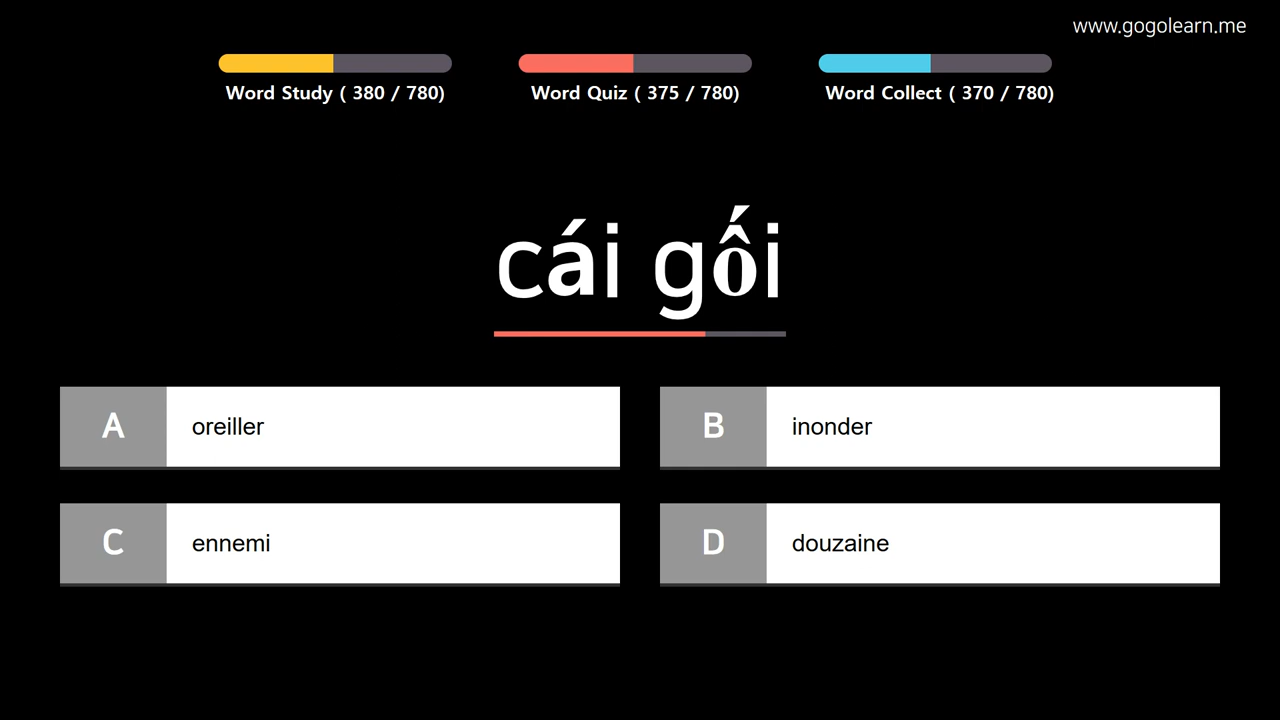 www.gogolearn.me
Word Study ( 380 / 780)
Word Quiz ( 375 / 780)
Word Collect ( 370 / 780)
cái gối
A oreiller
B inonder
C ennemi
D douzaine